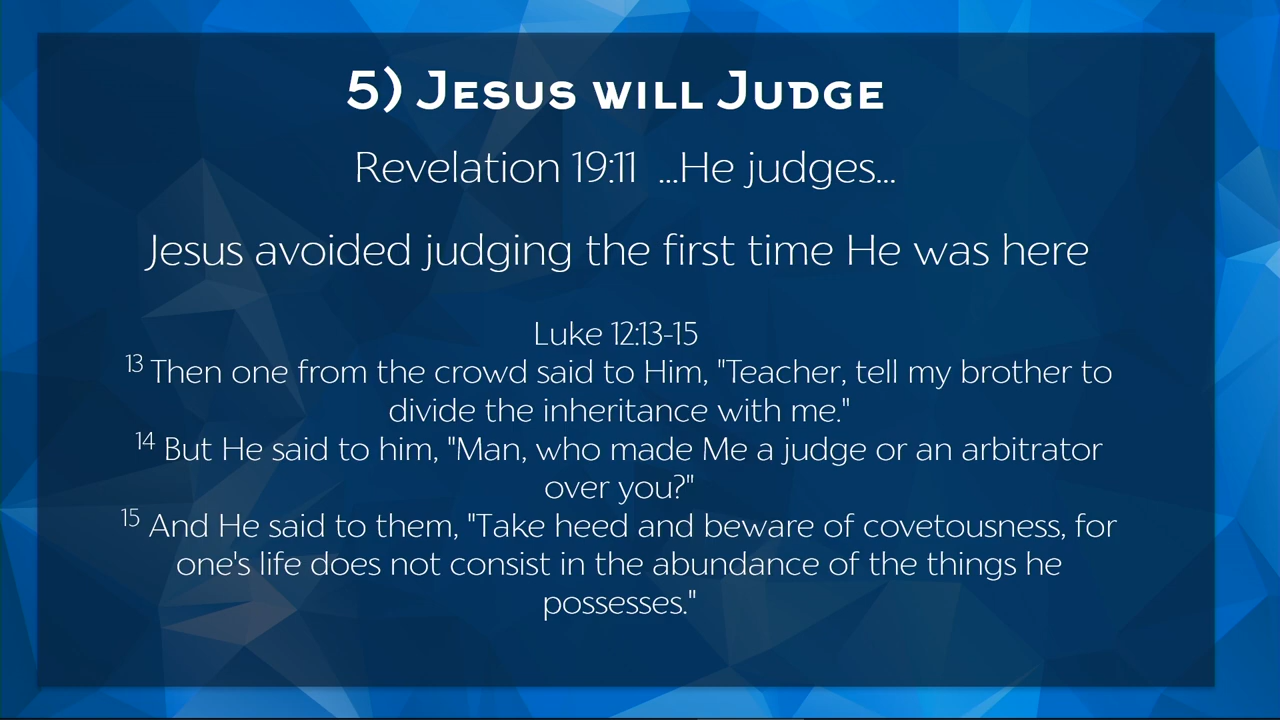 5) Jesus will Judge
Revelation 19:11 ...He judges...
Jesus avoided judging the first time He was here
Luke 12:13-15
13 Then one from the crowd said to Him, "Teacher, tell my brother to
divide the inheritance with me."
14 But He said to him, "Man, who made Me a judge or an arbitrator
over you?"
15 And He said to them, "Take heed and beware of covetousness, for
one's life does not consist in the abundance of the things he
possesses."